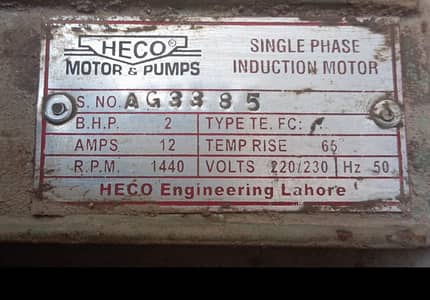 HECO ®
MOTOR & PUMPS
SINGLE PHASE
INDUCTION MOTOR
S. NO. AG3385
B.H.P. 2 TYPE TE. FC:
AMPS 12 TEMP RISE 65
R.P.M 1440 VOLTS 220/230 Hz 50
HECO Engineering Lahore